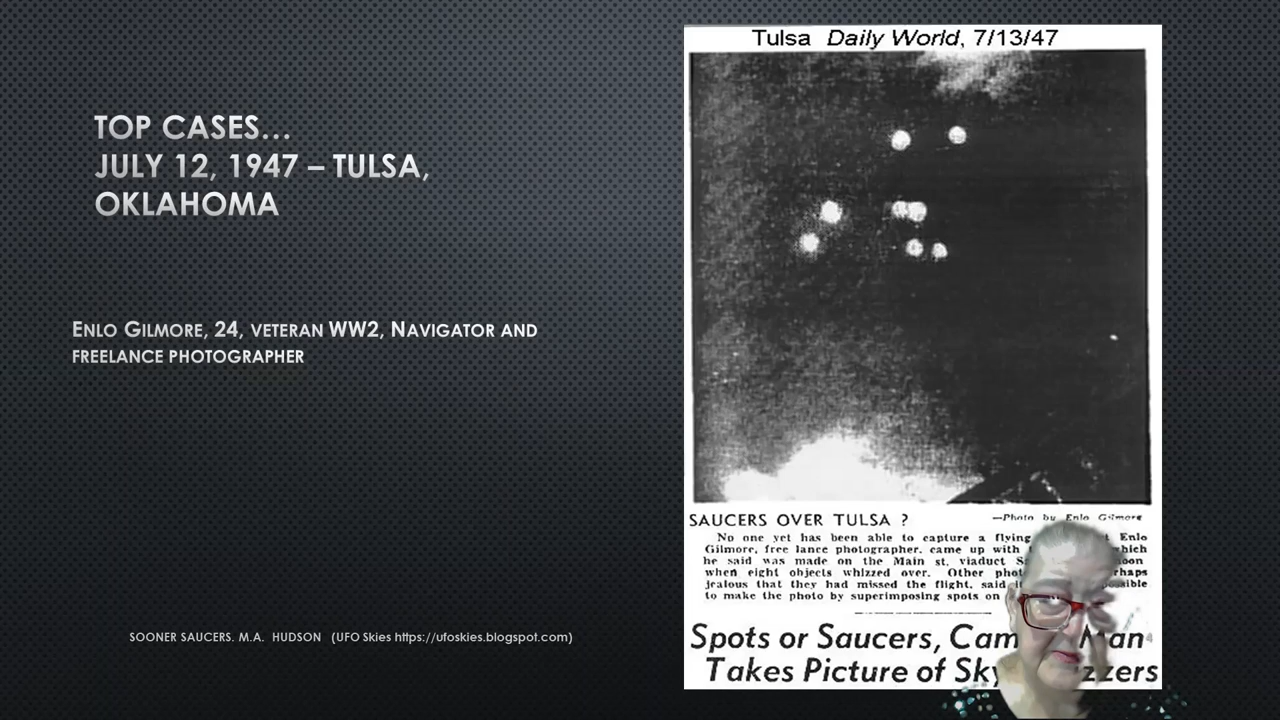 TOP CASES...
JULY 12, 1947 – TULSA,
OKLAHOMA
ENLO GILMORE, 24, VETERAN WW2, NAVIGATOR AND
FREELANCE PHOTOGRAPHER
SOONER SAUCERS. M.A. HUDSON (UFO Skies https://ufoskies.blogspot.com)
Tulsa Daily World, 7/13/47
SAUCERS OVER TULSA ? —Photo by Enlo Gilmore
No one yet has been able to capture a flying Enlo
Gilmore, free lance photographer, came up with which
he said was made on the Main st. viaduct
when eight objects whizzed over. Other
jealous that they had missed the flight, said
to make the photo by superimposing spots on
Spots or Saucers, Man
Takes Picture of